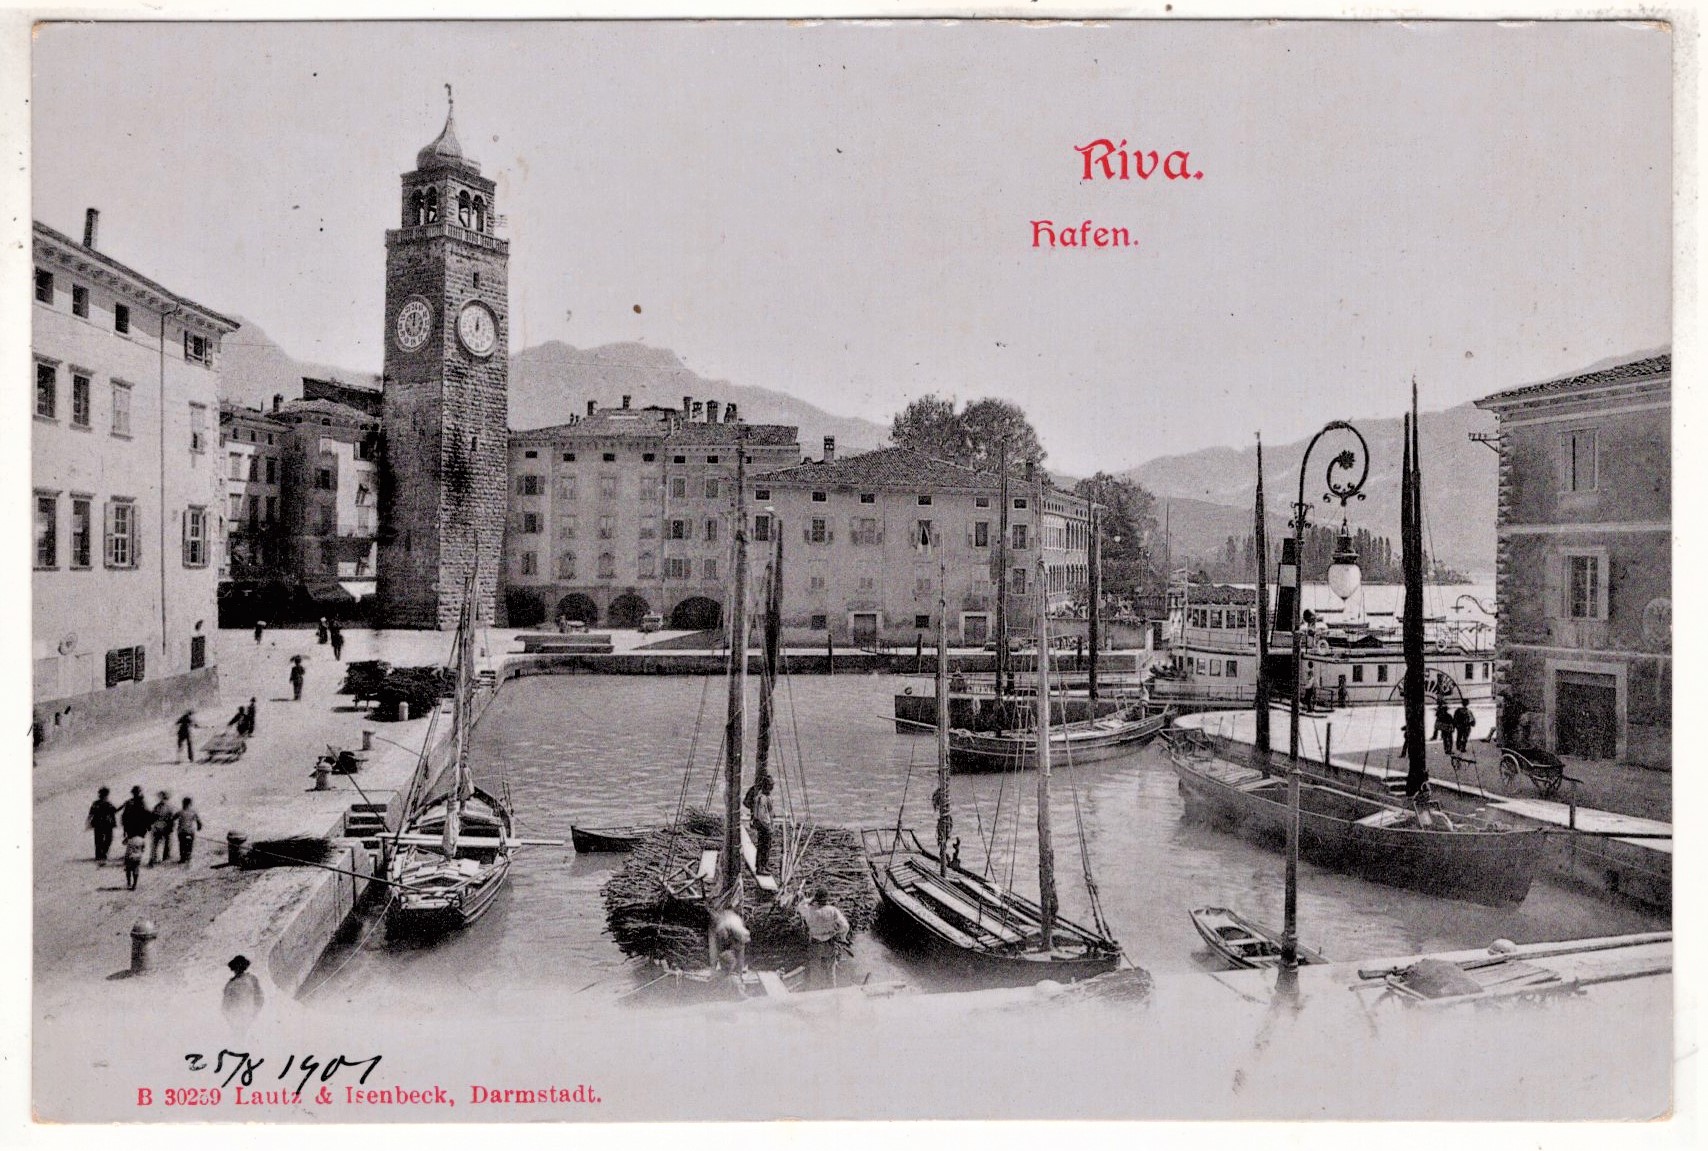 Riva.
Hafen.
25/8 1901
B 30259 Lautz & Isenbeck, Darmstadt.